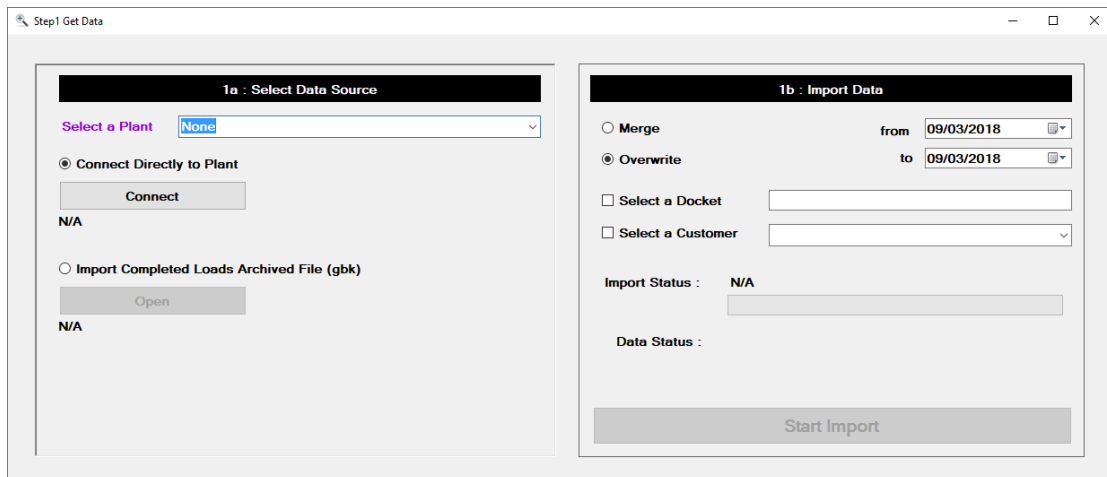 Step1 Get Data
1a : Select Data Source
Select a Plant None
Connect Directly to Plant
Connect
N/A
Import Completed Loads Archived File (gbk)
Open
N/A
1b : Import Data
Merge from 09/03/2018
Overwrite to 09/03/2018
Select a Docket
Select a Customer
Import Status : N/A
Data Status :
Start Import